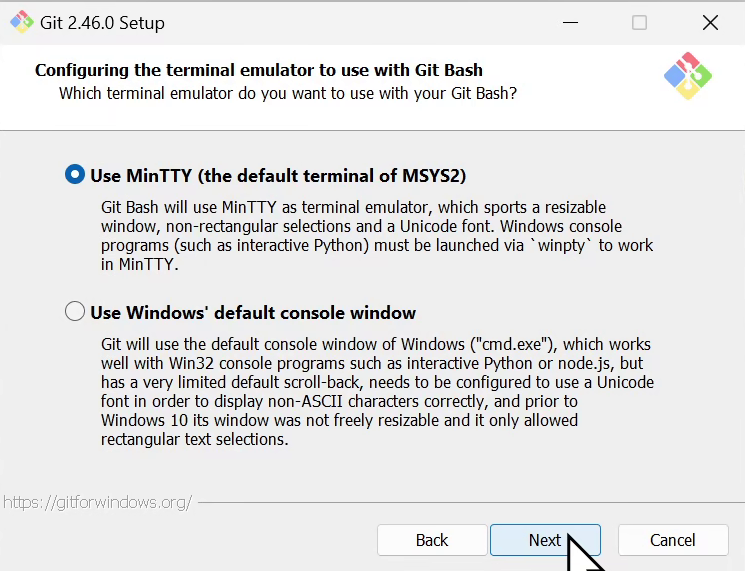 Git 2.46.0 Setup
Configuring the terminal emulator to use with Git Bash
Which terminal emulator do you want to use with your Git Bash?
Use MinTTY (the default terminal of MSYS2)
Git Bash will use MinTTY as terminal emulator, which sports a resizable
window, non-rectangular selections and a Unicode font. Windows console
programs (such as interactive Python) must be launched via `winpty` to work
in MinTTY.
Use Windows' default console window
Git will use the default console window of Windows ("cmd.exe"), which works
well with Win32 console programs such as interactive Python or node.js, but
has a very limited default scroll-back, needs to be configured to use a Unicode
font in order to display non-ASCII characters correctly, and prior to
Windows 10 its window was not freely resizable and it only allowed
rectangular text selections.
https://gitforwindows.org/
Back Next Cancel